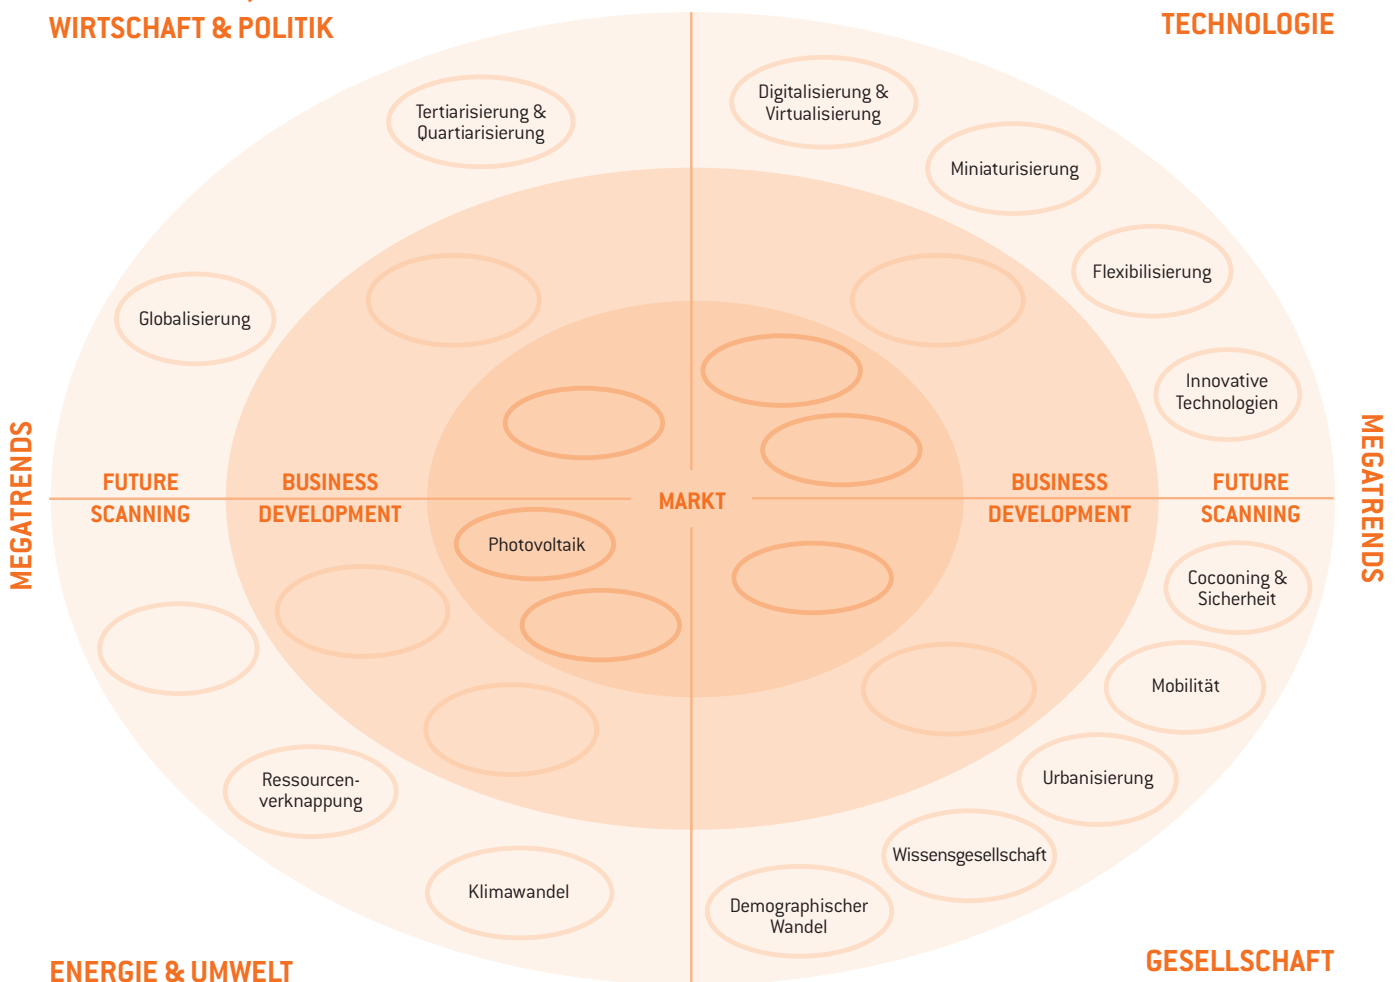 WIRTSCHAFT & POLITIK
TECHNOLOGIE
Tertiarisierung &
Quartiarisierung
Digitalisierung &
Virtualisierung
Miniaturisierung
Flexibilisierung
Globalisierung
Innovative
Technologien
MEGATRENDS
FUTURE
SCANNING
BUSINESS
DEVELOPMENT
MARKT
BUSINESS
DEVELOPMENT
FUTURE
SCANNING
MEGATRENDS
Photovoltaik
Cocooning &
Sicherheit
Mobilität
Ressourcen-
verknappung
Urbanisierung
Wissensgesellschaft
Klimawandel
Demographischer
Wandel
ENERGIE & UMWELT
GESELLSCHAFT